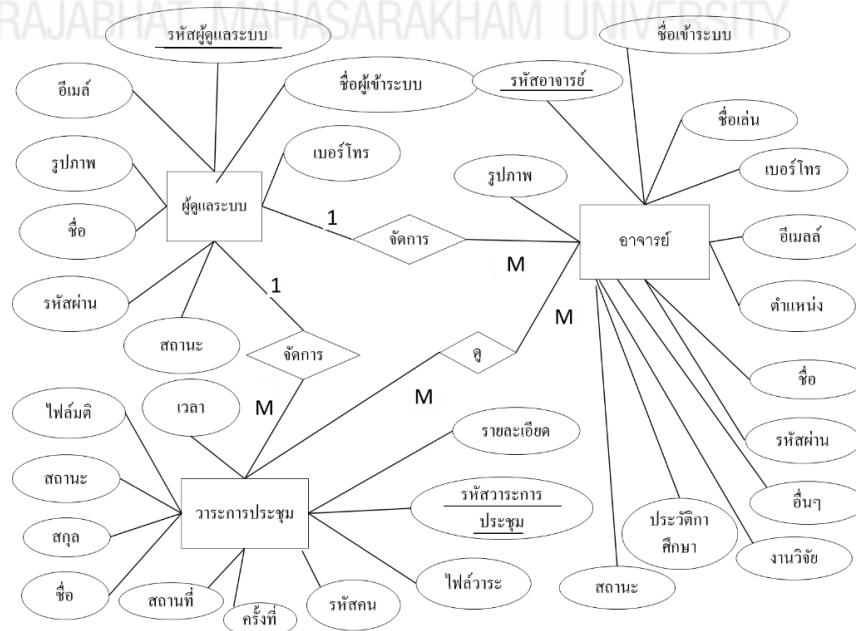 RAJABHAT MAHASARAKHAM UNIVERSITY
รหัสผู้ดูแลระบบ
ชื่อเข้าระบบ
อีเมล์
ชื่อผู้เข้าระบบ
รหัสอาจารย์
ชื่อเล่น
รูปภาพ
เบอร์โทร
เบอร์โทร
รูปภาพ
ผู้ดูแลระบบ
ชื่อ
1
จัดการ
M
อาจารย์
อีเมลล์
รหัสผ่าน
1
M
ตำแหน่ง
สถานะ
จัดการ
ดู
ชื่อ
ไฟล์มติ
เวลา
M
M
รายละเอียด
รหัสผ่าน
สถานะ
วาระการประชุม
รหัสวาระการ
ประชุม
อื่นๆ
ประวัติกา
ศึกษา
สกุล
งานวิจัย
ชื่อ
สถานที่
ครั้งที่
รหัสคน
ไฟล์วาระ
สถานะ